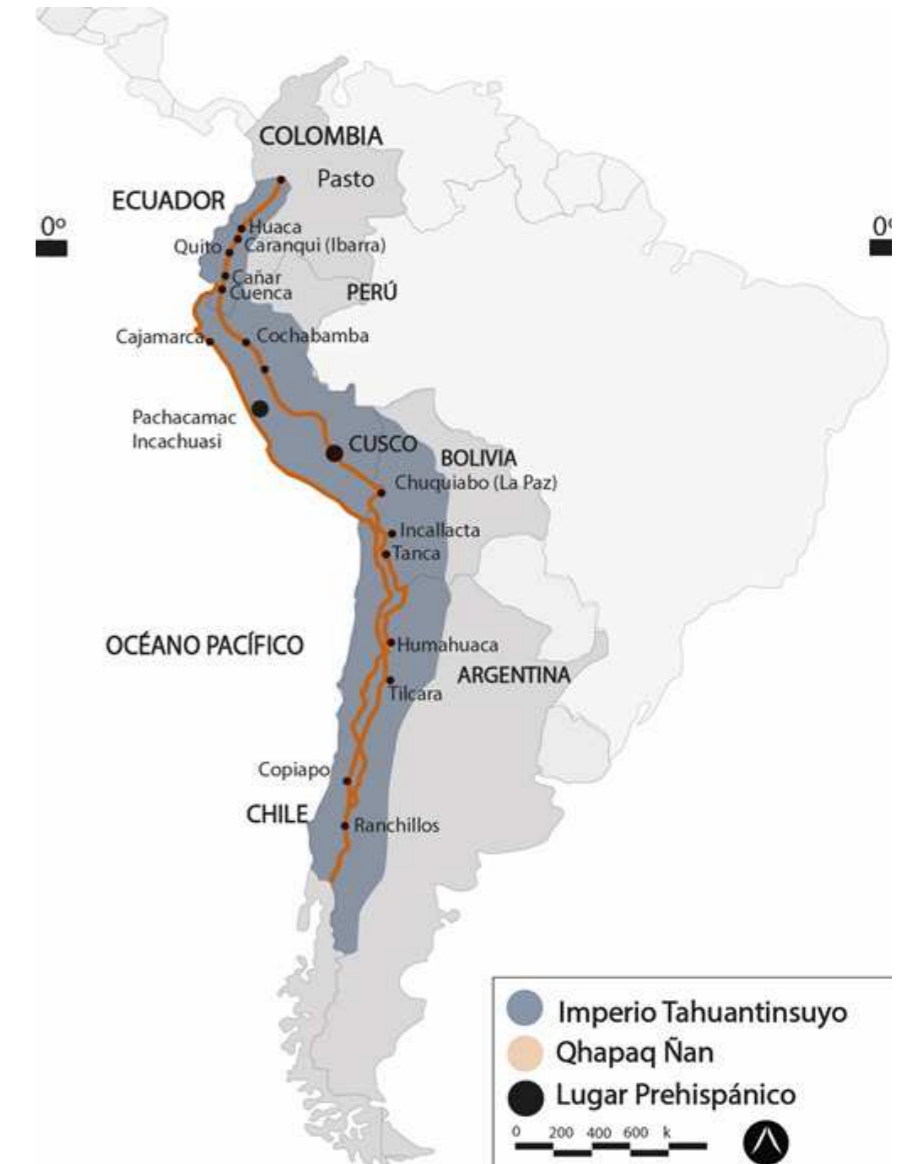 COLOMBIA
Pasto
ECUADOR
Huaca
0º
Quito
Caranqui (Ibarra)
0º
Cañar
Cuenca
PERÚ
Cajamarca
Cochabamba
Pachacamac
Incachuasi
CUSCO
BOLIVIA
Chuquiabo (La Paz)
Incallacta
Tanca
OCÉANO PACÍFICO
Humahuaca
ARGENTINA
Tilcara
Copiapo
CHILE
Ranchillos
Imperio Tahuantinsuyo
Qhapaq Ñan
Lugar Prehispánico
0 200 400 600 k